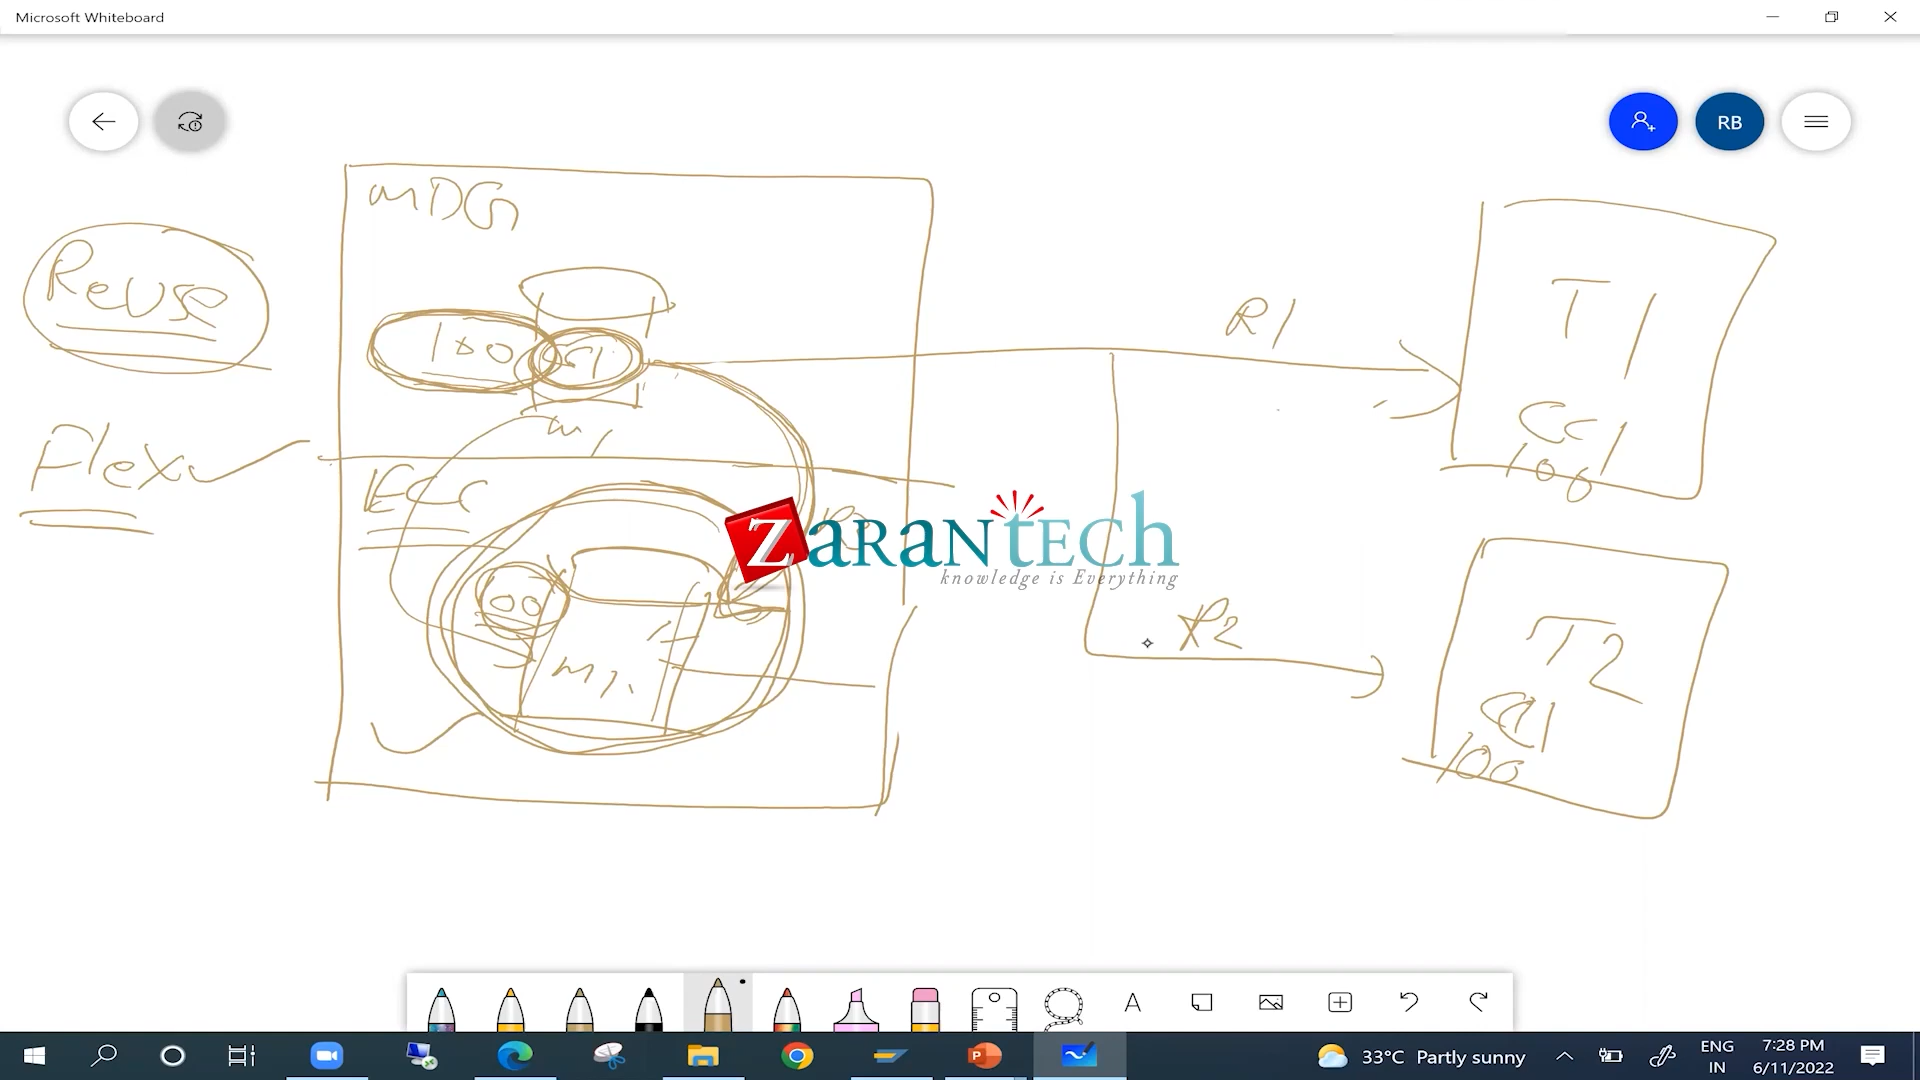 Microsoft Whiteboard
RB
MDG
Reuse
100
R1
T1
CC1
100
Flex
ECC
ZARANTECH
knowledge is Everything
R2
T2
CC1
100
A
33°C Partly sunny
ENG
IN
7:28 PM
6/11/2022